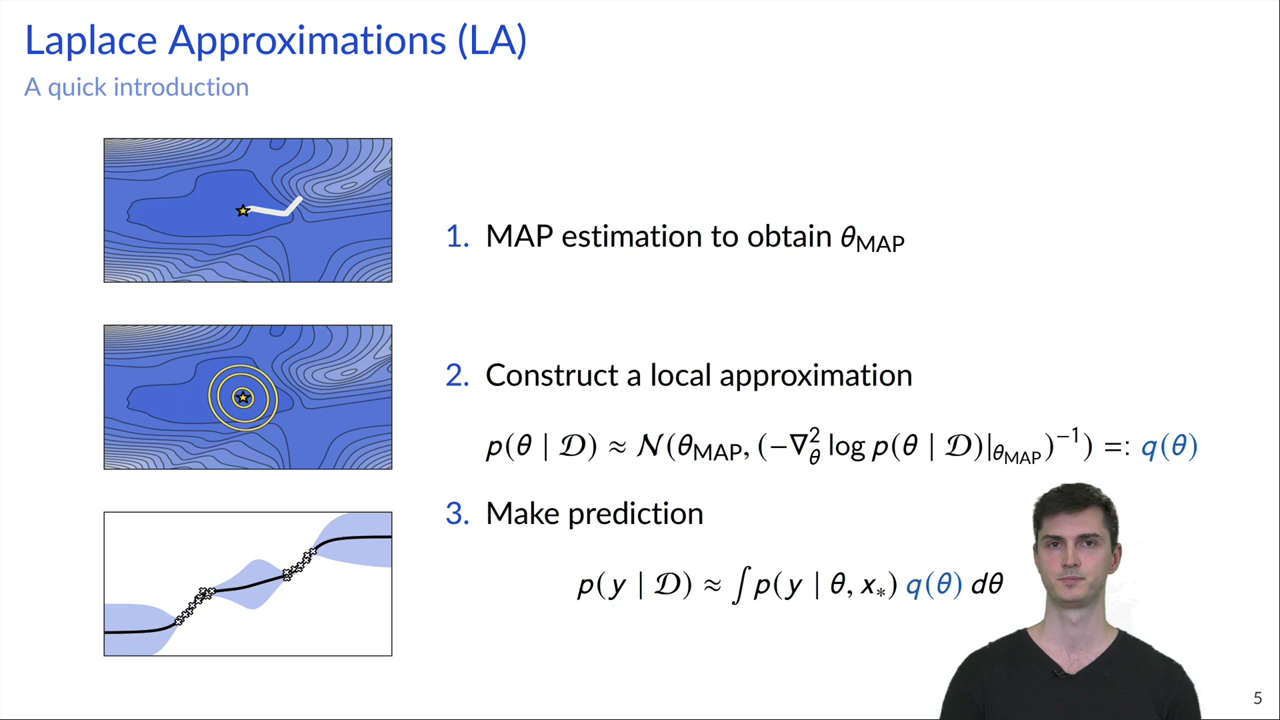 Laplace Approximations (LA)
A quick introduction
1. MAP estimation to obtain θ_MAP
2. Construct a local approximation
p(θ | 𝒟) ≈ 𝒩(θ_MAP, (−∇²_θ log p(θ | 𝒟)|_θ_MAP)⁻¹) =: q(θ)
3. Make prediction
p(y | 𝒟) ≈ ∫ p(y | θ, x_*) q(θ) dθ
5